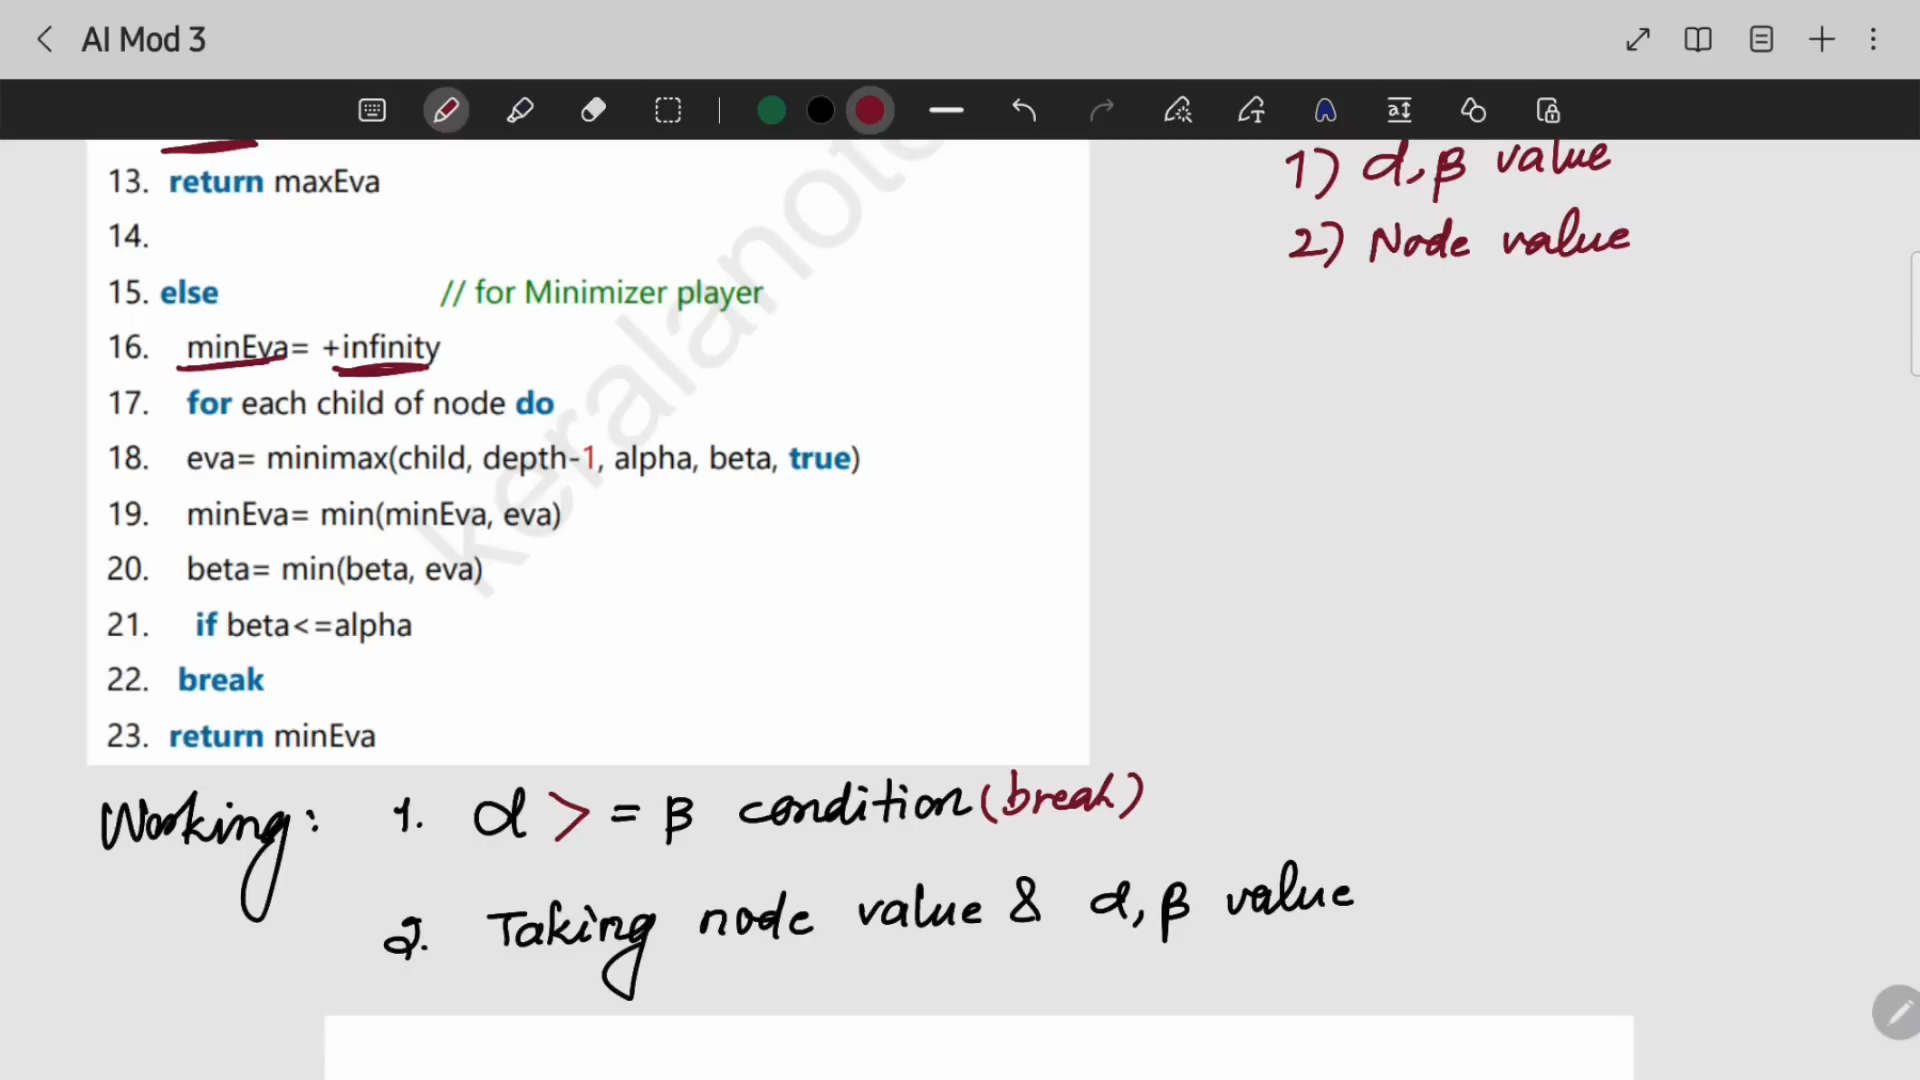 AI Mod 3
13. return maxEva
14.
15. else // for Minimizer player
16. minEva= +infinity
17. for each child of node do
18. eva= minimax(child, depth-1, alpha, beta, true)
19. minEva= min(minEva, eva)
20. beta= min(beta, eva)
21. if beta<=alpha
22. break
23. return minEva
1) α,β value
2) Node value
Working: 1. α >= β condition (break)
2. Taking node value & α, β value